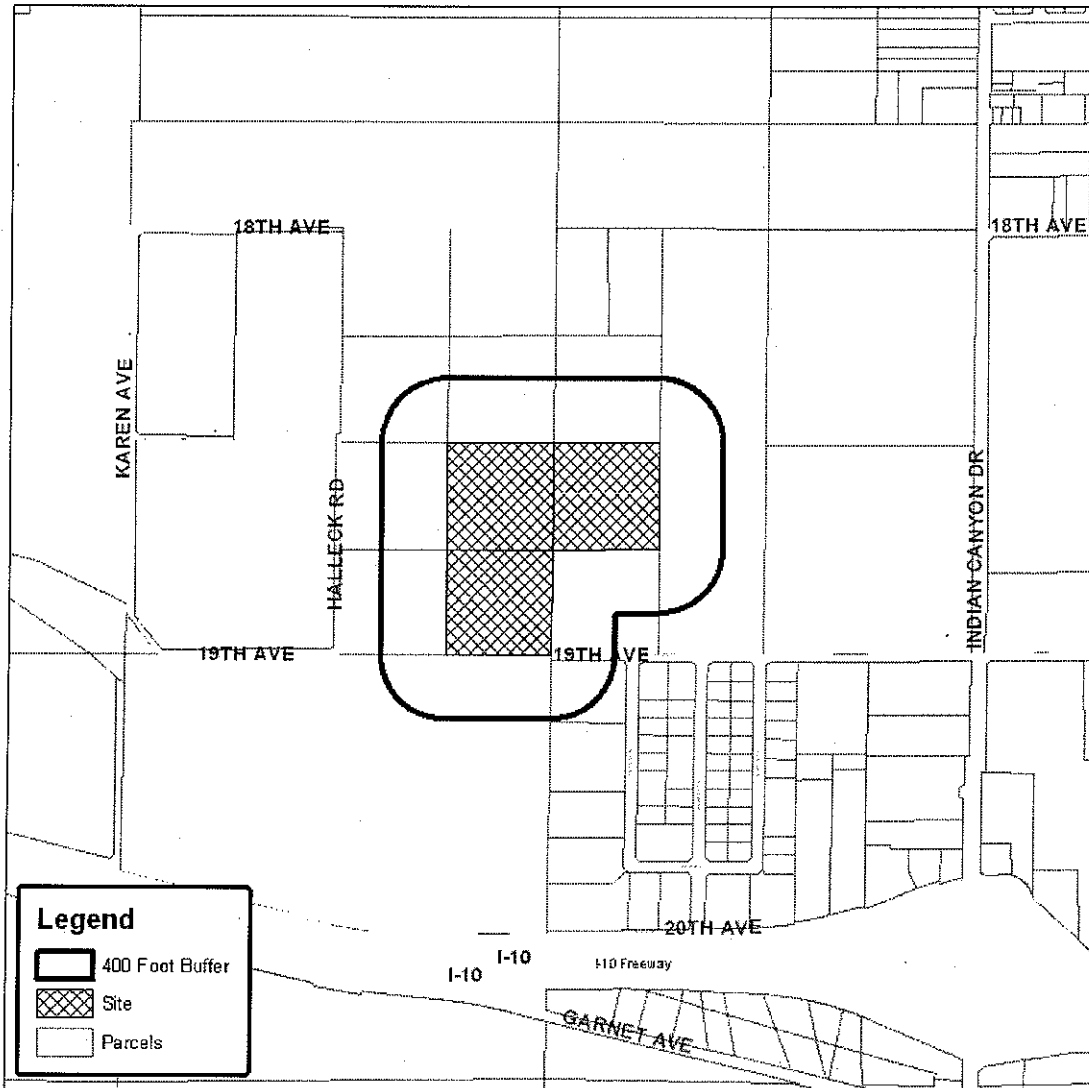 18TH AVE
18TH AVE
KAREN AVE
HALLECK RD
INDIAN CANYON DR
19TH AVE
19TH AVE
20TH AVE
I-10
I-10
I-10 Freeway
GARNET AVE
Legend
400 Foot Buffer
Site
Parcels